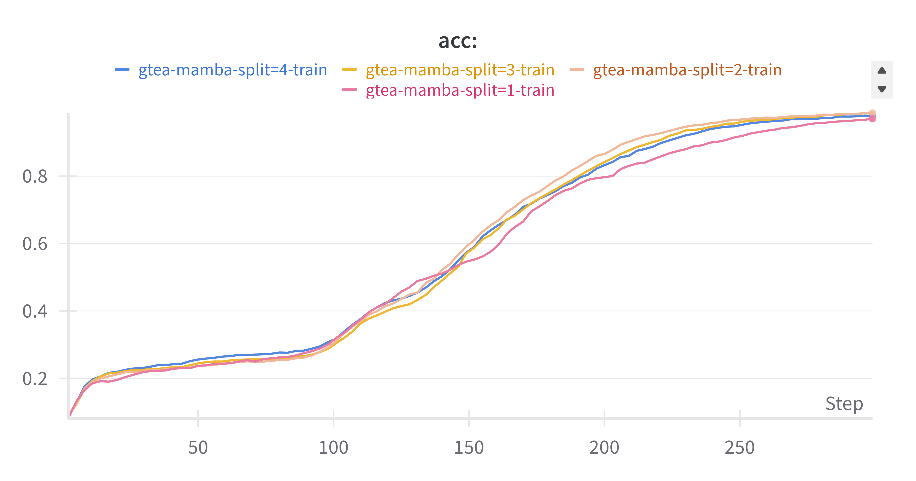 acc:
gtea-mamba-split=4-train gtea-mamba-split=3-train gtea-mamba-split=2-train
gtea-mamba-split=1-train
0.8
0.6
0.4
0.2
Step
50 100 150 200 250